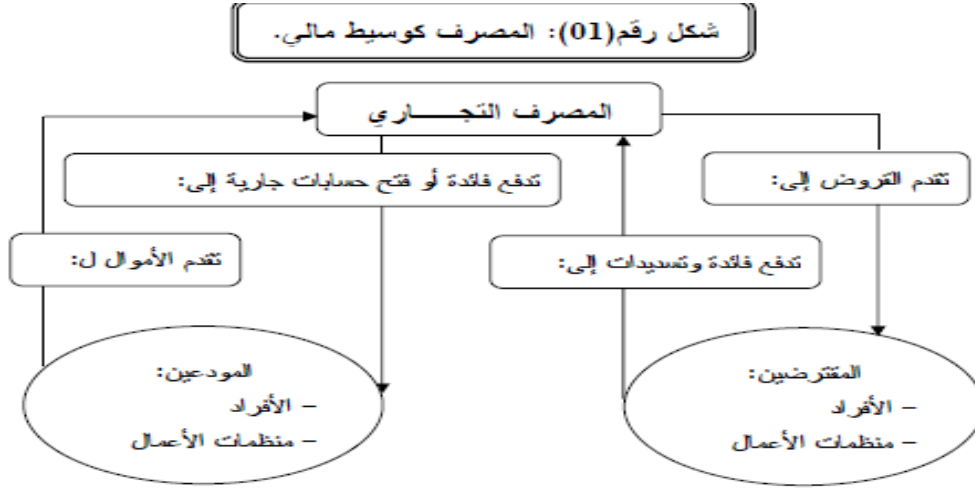 شكل رقم(01): المصرف كوسيط مالي.
المصرف التجــــــاري
تدفع فائدة أو فتح حسابات جارية إلى:
تقدم القروض إلى:
تقدم الأموال ل:
تدفع فائدة وتسديدات إلى:
المقترضين:
– الأفراد
– منظمات الأعمال
المودعين:
– الأفراد
– منظمات الأعمال